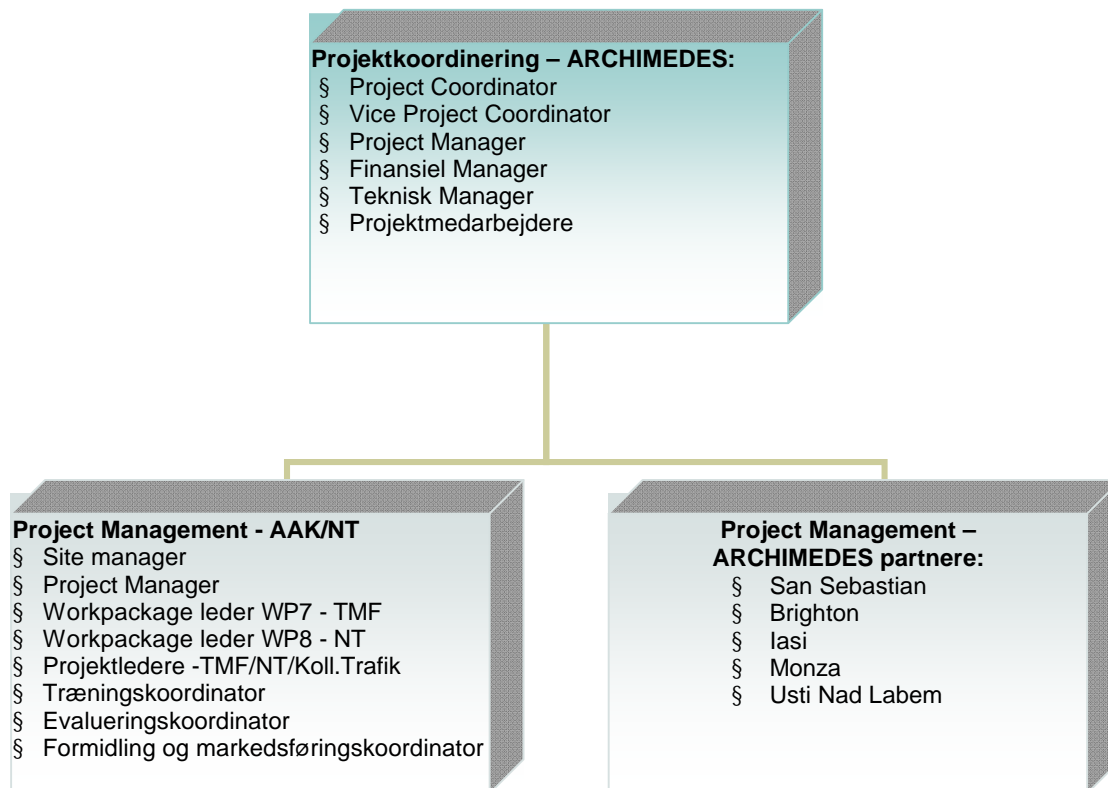 Projektkoordinering – ARCHIMEDES:
§ Project Coordinator
§ Vice Project Coordinator
§ Project Manager
§ Finansiel Manager
§ Teknisk Manager
§ Projektmedarbejdere
Project Management - AAK/NT
§ Site manager
§ Project Manager
§ Workpackage leder WP7 - TMF
§ Workpackage leder WP8 - NT
§ Projektledere -TMF/NT/Koll.Trafik
§ Træningskoordinator
§ Evalueringskoordinator
§ Formidling og markedsføringskoordinator
Project Management –
ARCHIMEDES partnere:
§ San Sebastian
§ Brighton
§ Iasi
§ Monza
§ Usti Nad Labem